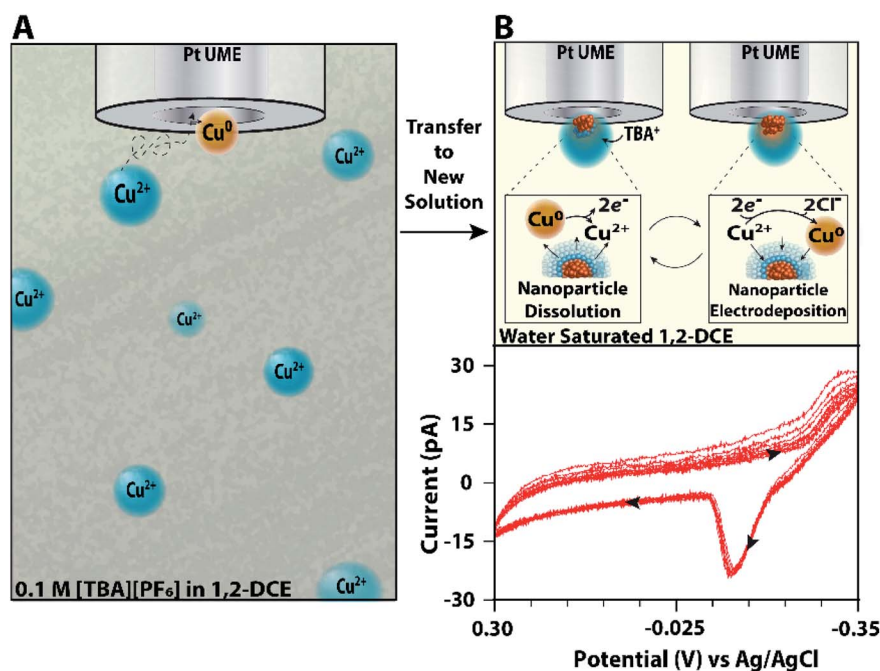 A
Pt UME
Cu⁰
Cu²⁺
Cu²⁺
Cu²⁺
Cu²⁺
Cu²⁺
Cu²⁺
Cu²⁺
0.1 M [TBA][PF₆] in 1,2-DCE
Transfer
to
New
Solution
B
Pt UME
Pt UME
TBA⁺
Cu⁰
2e⁻
Cu²⁺
Nanoparticle
Dissolution
2e⁻
2Cl⁻
Cu²⁺
Cu⁰
Nanoparticle
Electrodeposition
Water Saturated 1,2-DCE
Current (pA)
30
15
0
-15
-30
0.30
-0.025
-0.35
Potential (V) vs Ag/AgCl